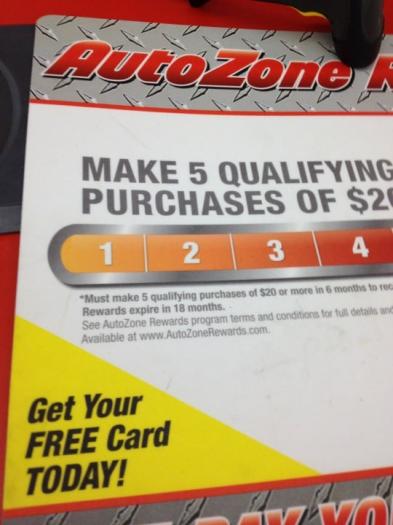 AutoZone R
MAKE 5 QUALIFYING
PURCHASES OF $20
1 2 3 4
*Must make 5 qualifying purchases of $20 or more in 6 months to rec
Rewards expire in 18 months.
See AutoZone Rewards program terms and conditions for full details and
Available at www.AutoZoneRewards.com.
Get Your
FREE Card
TODAY!